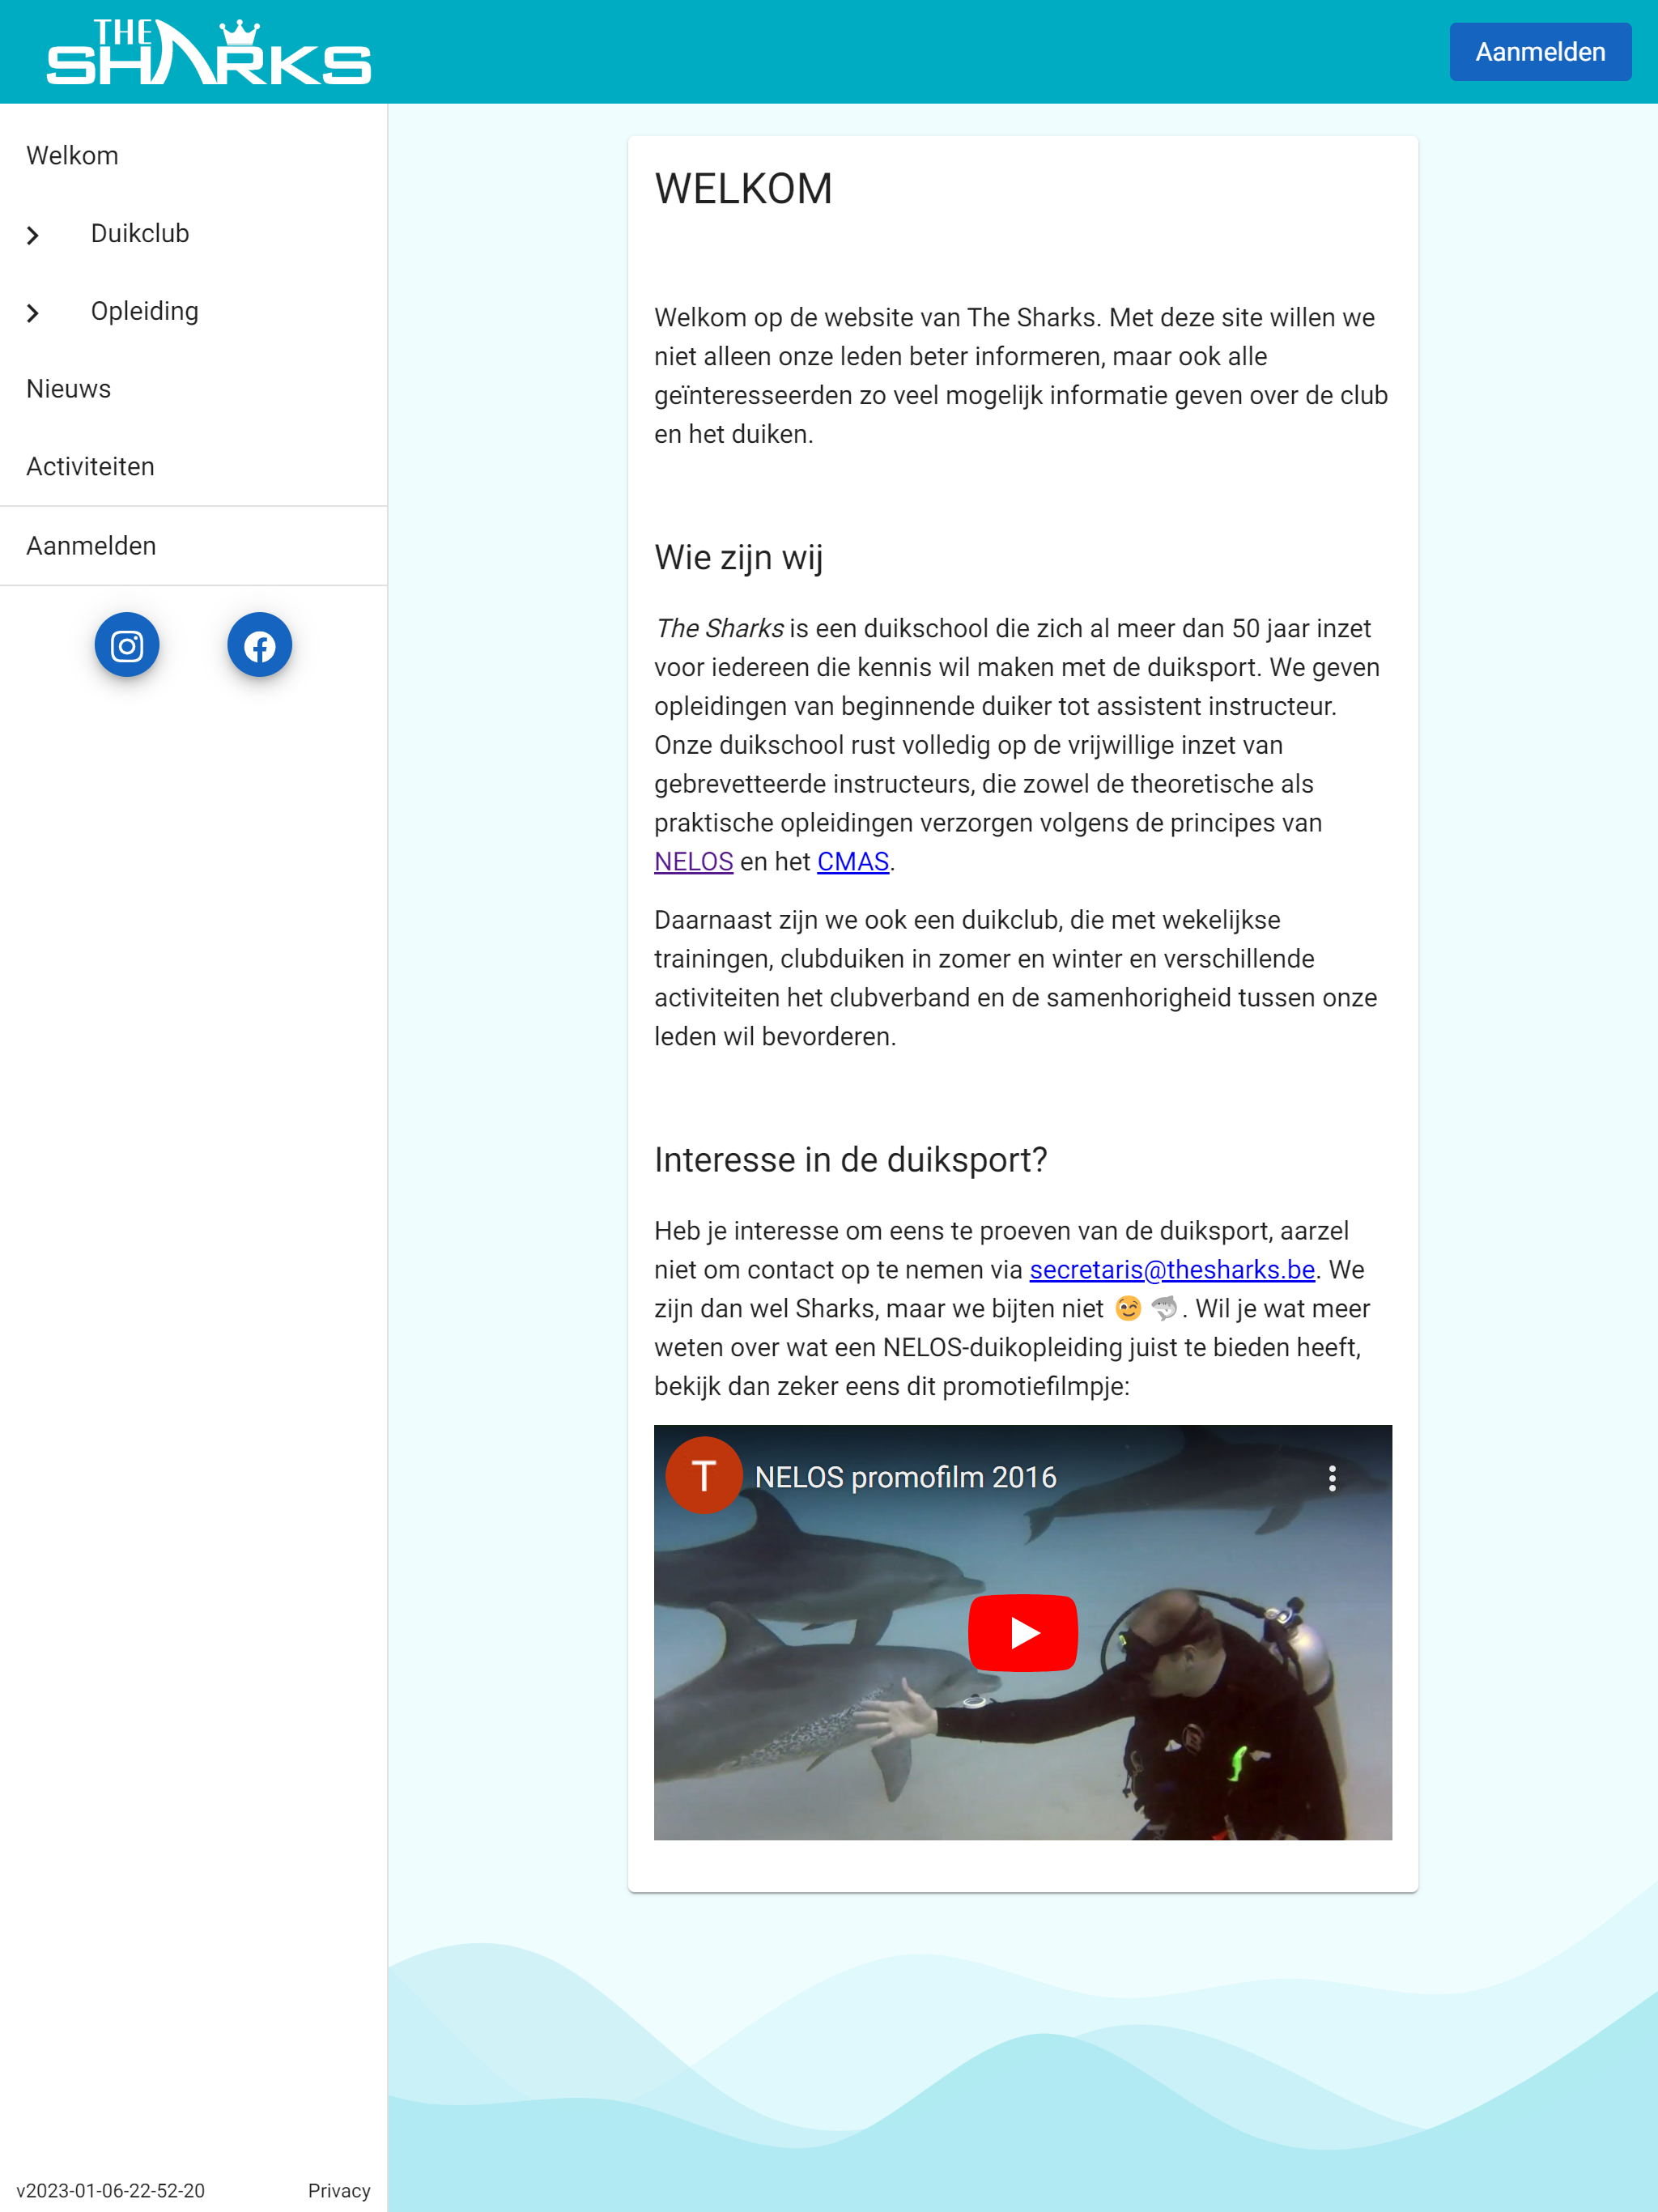 THE
SHARKS
Aanmelden
Welkom
Duikclub
Opleiding
Nieuws
Activiteiten
Aanmelden
WELKOM
Welkom op de website van The Sharks. Met deze site willen we
niet alleen onze leden beter informeren, maar ook alle
geïnteresseerden zo veel mogelijk informatie geven over de club
en het duiken.
Wie zijn wij
The Sharks is een duikschool die zich al meer dan 50 jaar inzet
voor iedereen die kennis wil maken met de duiksport. We geven
opleidingen van beginnende duiker tot assistent instructeur.
Onze duikschool rust volledig op de vrijwillige inzet van
gebrevetteerde instructeurs, die zowel de theoretische als
praktische opleidingen verzorgen volgens de principes van
NELOS en het CMAS.
Daarnaast zijn we ook een duikclub, die met wekelijkse
trainingen, clubduiken in zomer en winter en verschillende
activiteiten het clubverband en de samenhorigheid tussen onze
leden wil bevorderen.
Interesse in de duiksport?
Heb je interesse om eens te proeven van de duiksport, aarzel
niet om contact op te nemen via secretaris@thesharks.be. We
zijn dan wel Sharks, maar we bijten niet 😉 🦈. Wil je wat meer
weten over wat een NELOS-duikopleiding juist te bieden heeft,
bekijk dan zeker eens dit promotiefilmpje:
T NELOS promofilm 2016
v2023-01-06-22-52-20 Privacy